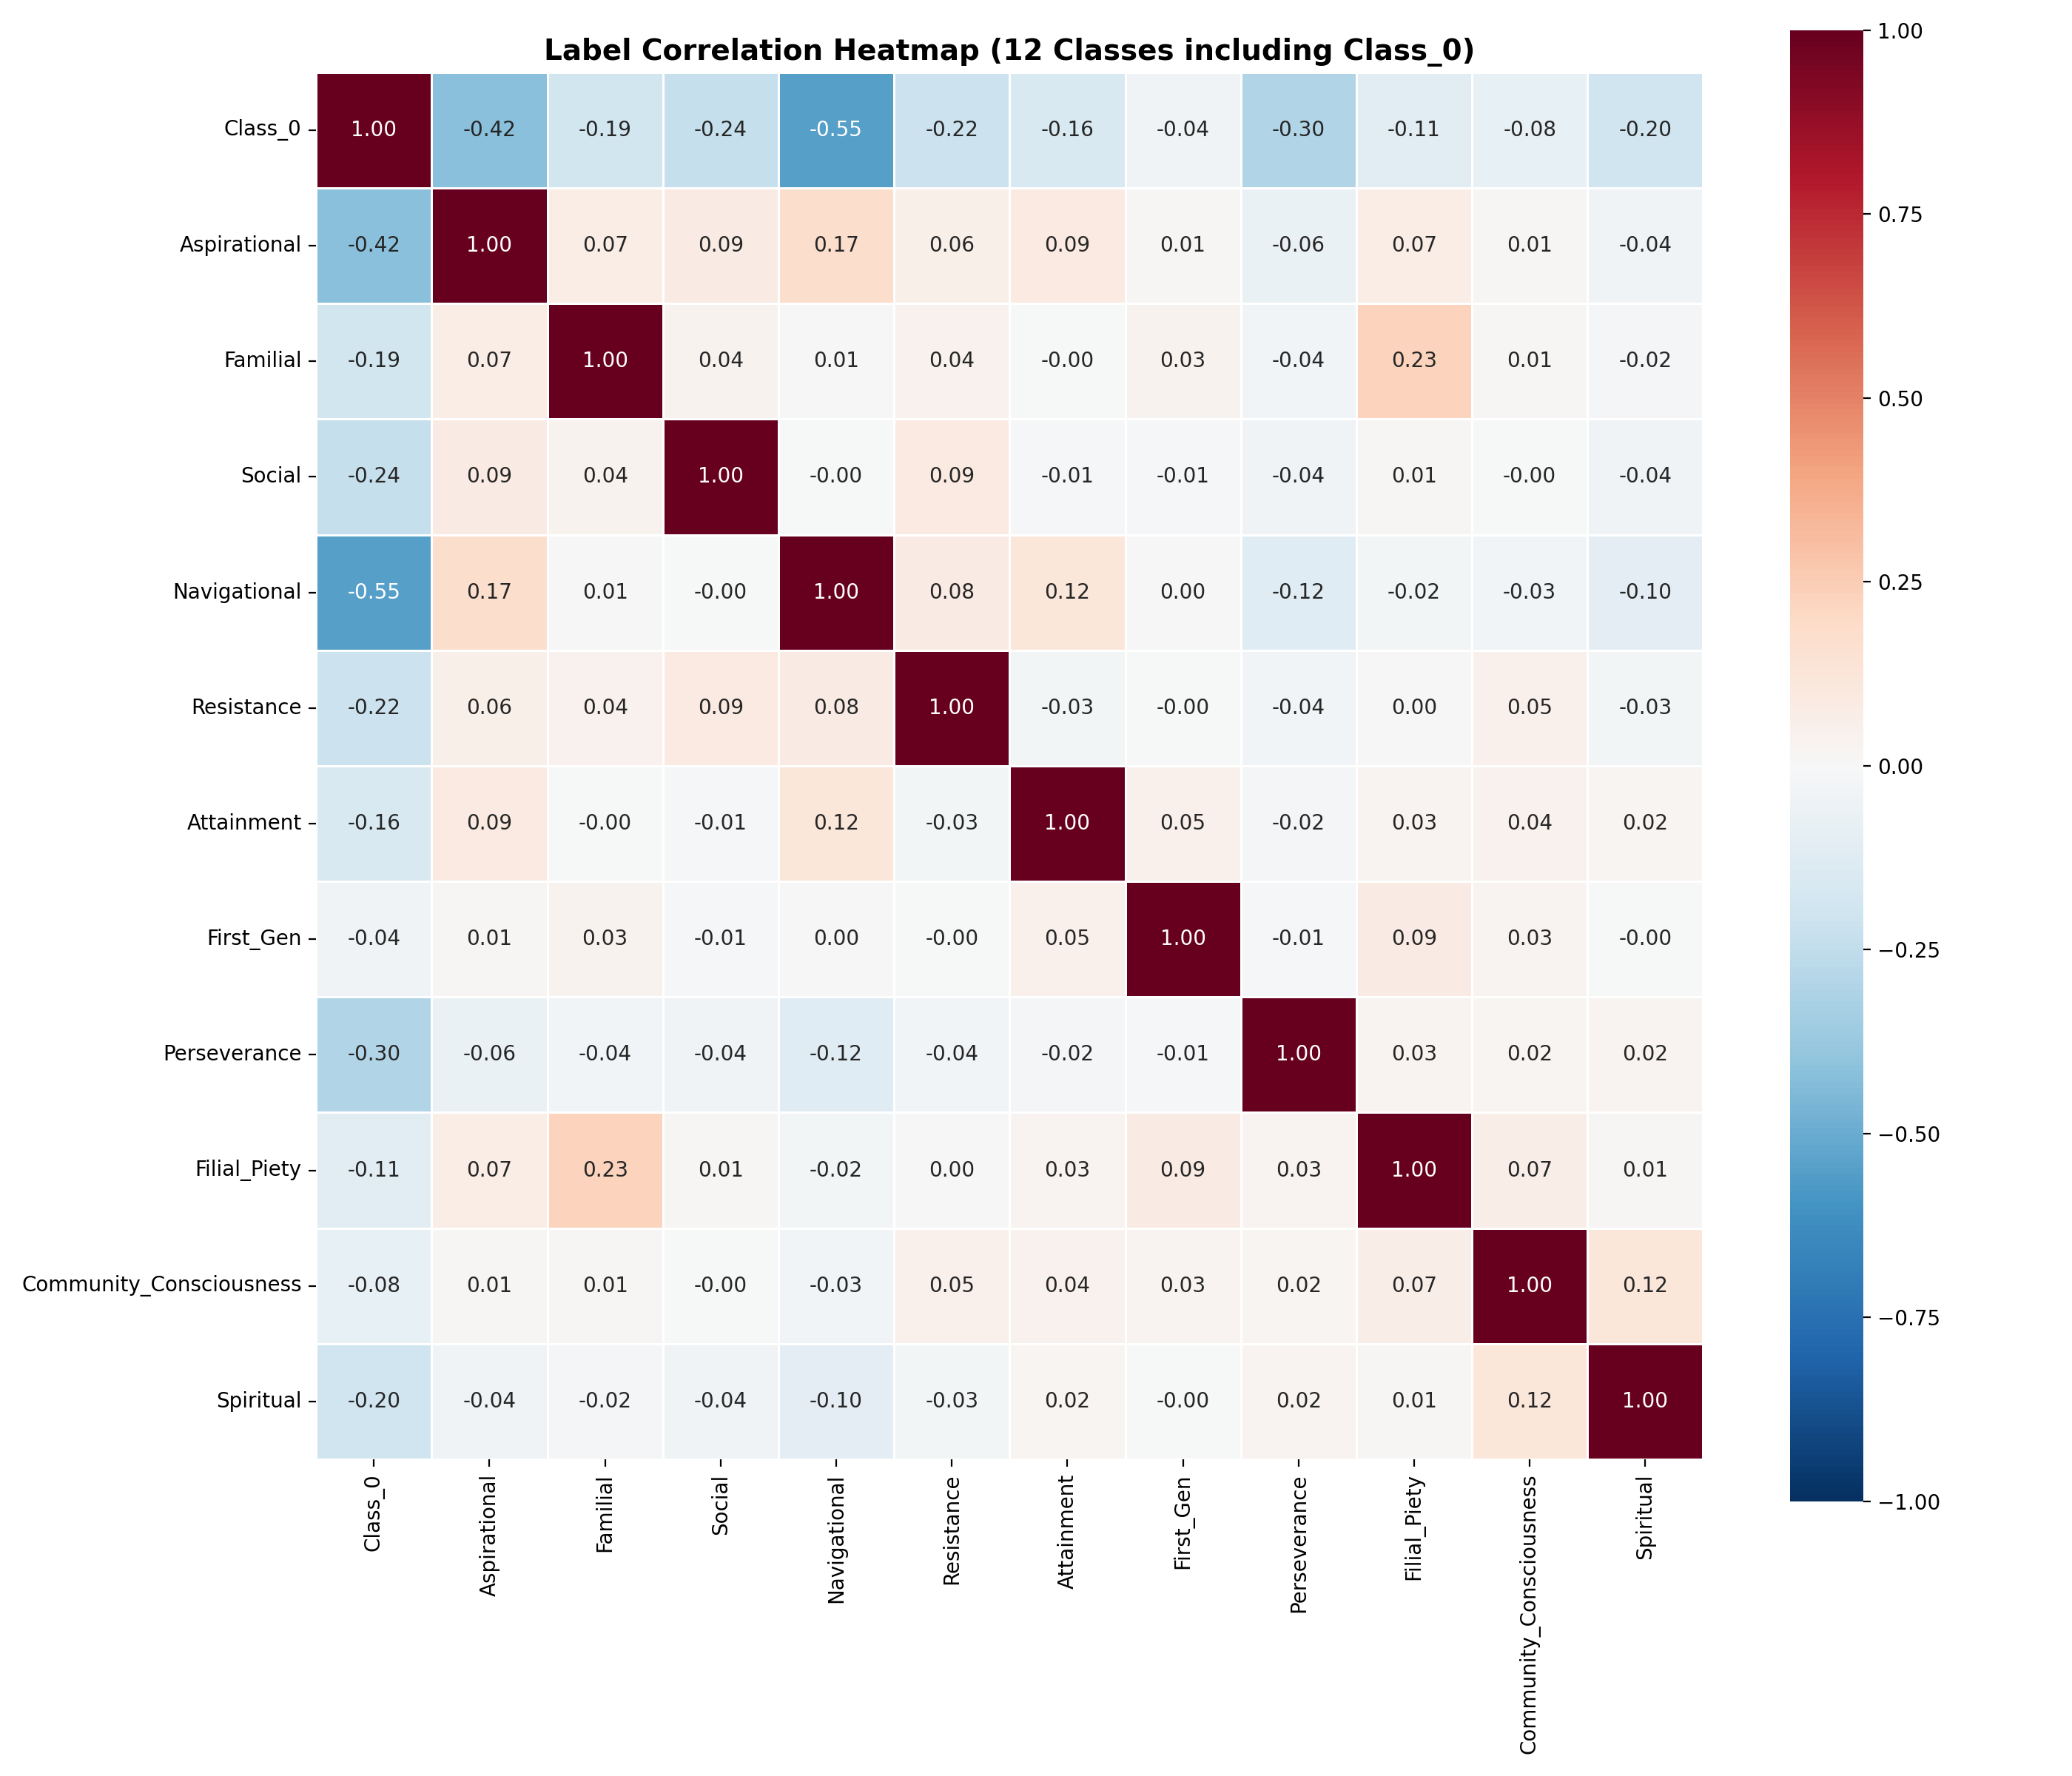 Label Correlation Heatmap (12 Classes including Class_0)
Class_0 1.00 -0.42 -0.19 -0.24 -0.55 -0.22 -0.16 -0.04 -0.30 -0.11 -0.08 -0.20
Aspirational -0.42 1.00 0.07 0.09 0.17 0.06 0.09 0.01 -0.06 0.07 0.01 -0.04
Familial -0.19 0.07 1.00 0.04 0.01 0.04 -0.00 0.03 -0.04 0.23 0.01 -0.02
Social -0.24 0.09 0.04 1.00 -0.00 0.09 -0.01 -0.01 -0.04 0.01 -0.00 -0.04
Navigational -0.55 0.17 0.01 -0.00 1.00 0.08 0.12 0.00 -0.12 -0.02 -0.03 -0.10
Resistance -0.22 0.06 0.04 0.09 0.08 1.00 -0.03 -0.00 -0.04 0.00 0.05 -0.03
Attainment -0.16 0.09 -0.00 -0.01 0.12 -0.03 1.00 0.05 -0.02 0.03 0.04 0.02
First_Gen -0.04 0.01 0.03 -0.01 0.00 -0.00 0.05 1.00 -0.01 0.09 0.03 -0.00
Perseverance -0.30 -0.06 -0.04 -0.04 -0.12 -0.04 -0.02 -0.01 1.00 0.03 0.02 0.02
Filial_Piety -0.11 0.07 0.23 0.01 -0.02 0.00 0.03 0.09 0.03 1.00 0.07 0.01
Community_Consciousness -0.08 0.01 0.01 -0.00 -0.03 0.05 0.04 0.03 0.02 0.07 1.00 0.12
Spiritual -0.20 -0.04 -0.02 -0.04 -0.10 -0.03 0.02 -0.00 0.02 0.01 0.12 1.00
Class_0
Aspirational
Familial
Social
Navigational
Resistance
Attainment
First_Gen
Perseverance
Filial_Piety
Community_Consciousness
Spiritual
1.00
0.75
0.50
0.25
0.00
−0.25
−0.50
−0.75
−1.00